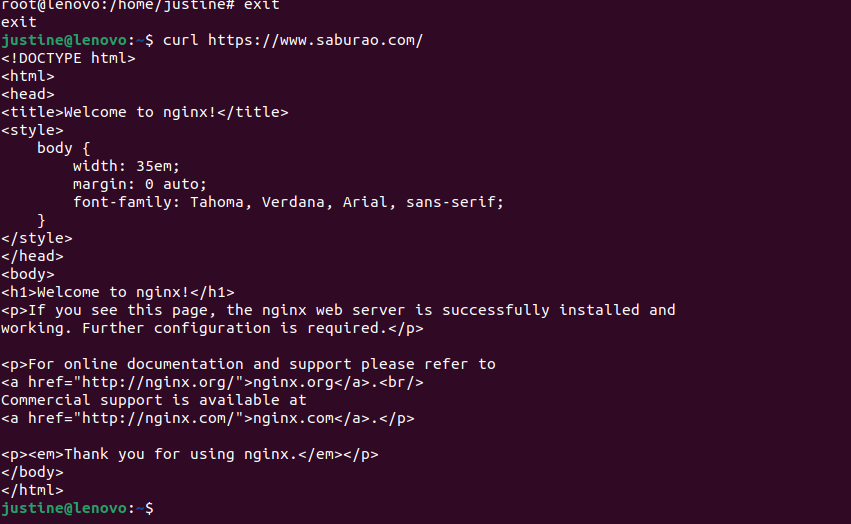 root@lenovo:/home/justine# exit
exit
justine@lenovo:~$ curl https://www.saburao.com/
<!DOCTYPE html>
<html>
<head>
<title>Welcome to nginx!</title>
<style>
    body {
        width: 35em;
        margin: 0 auto;
        font-family: Tahoma, Verdana, Arial, sans-serif;
    }
</style>
</head>
<body>
<h1>Welcome to nginx!</h1>
<p>If you see this page, the nginx web server is successfully installed and
working. Further configuration is required.</p>

<p>For online documentation and support please refer to
<a href="http://nginx.org/">nginx.org</a>.<br/>
Commercial support is available at
<a href="http://nginx.com/">nginx.com</a>.</p>

<p><em>Thank you for using nginx.</em></p>
</body>
</html>
justine@lenovo:~$